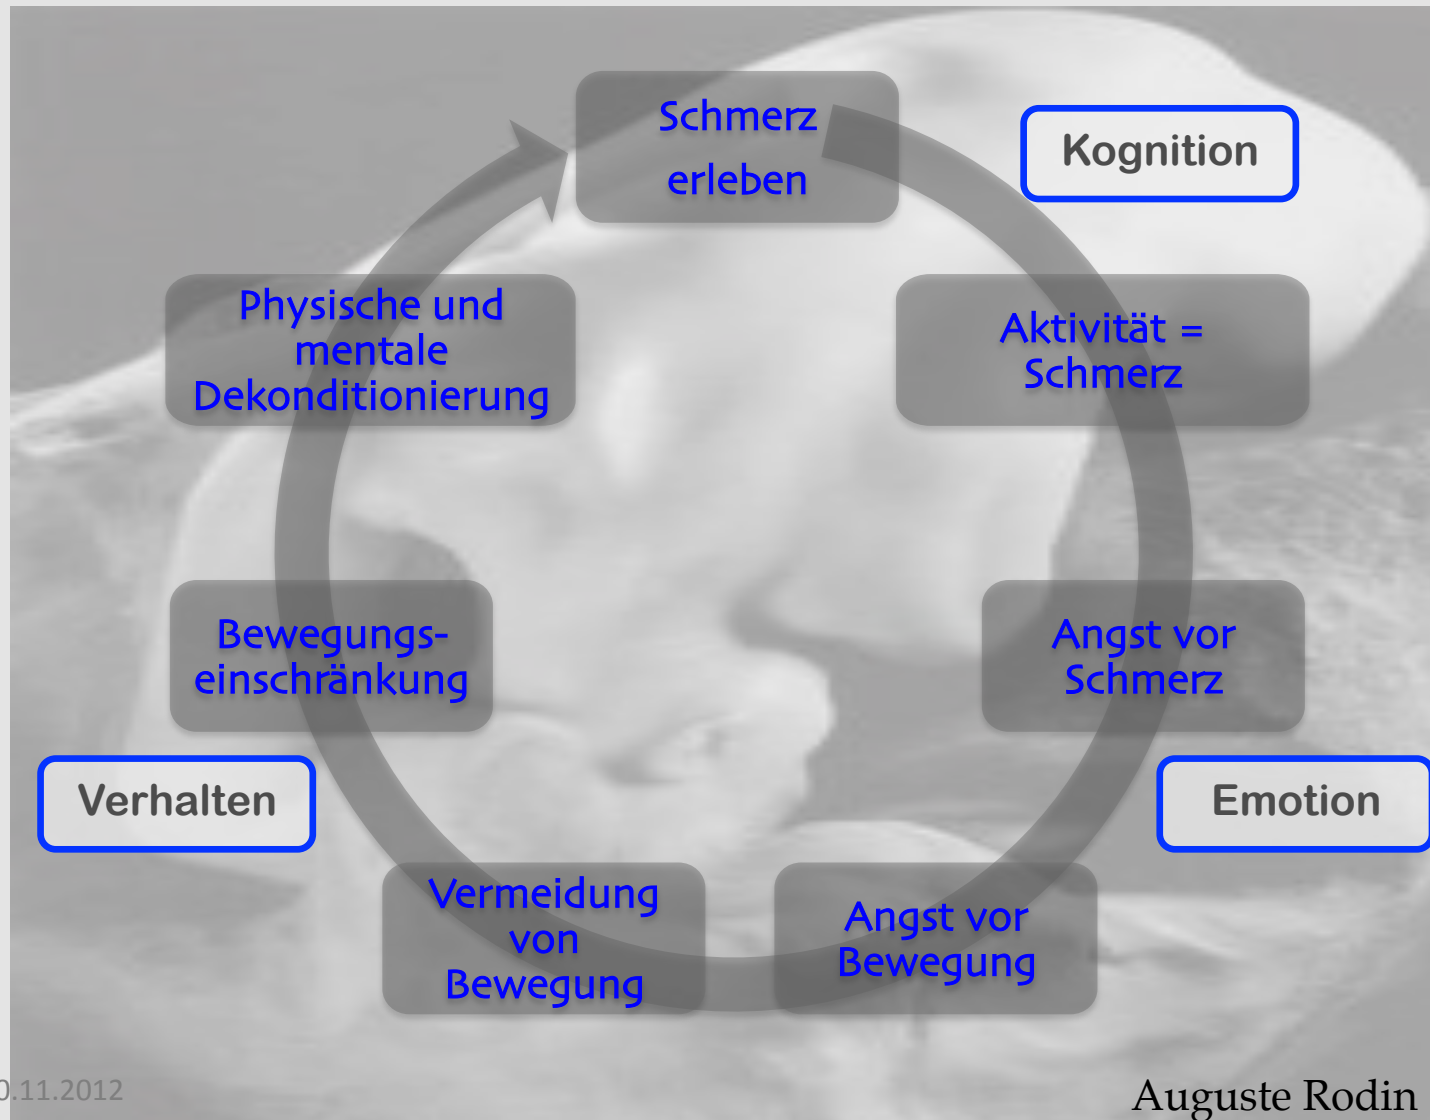 Schmerz
erleben
Kognition
Aktivität =
Schmerz
Angst vor
Schmerz
Emotion
Angst vor
Bewegung
Vermeidung
von
Bewegung
Verhalten
Bewegungs-
einschränkung
Physische und
mentale
Dekonditionierung
0.11.2012
Auguste Rodin